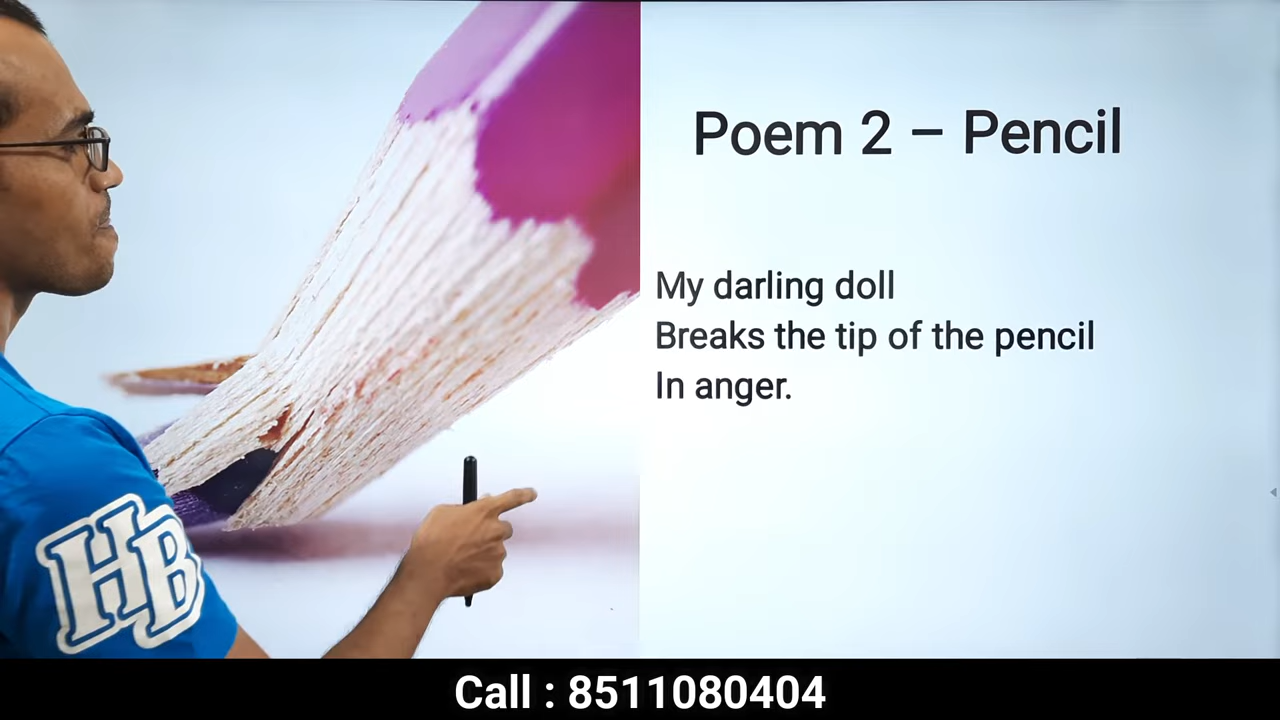 Poem 2 – Pencil
My darling doll
Breaks the tip of the pencil
In anger.
HB
Call : 8511080404